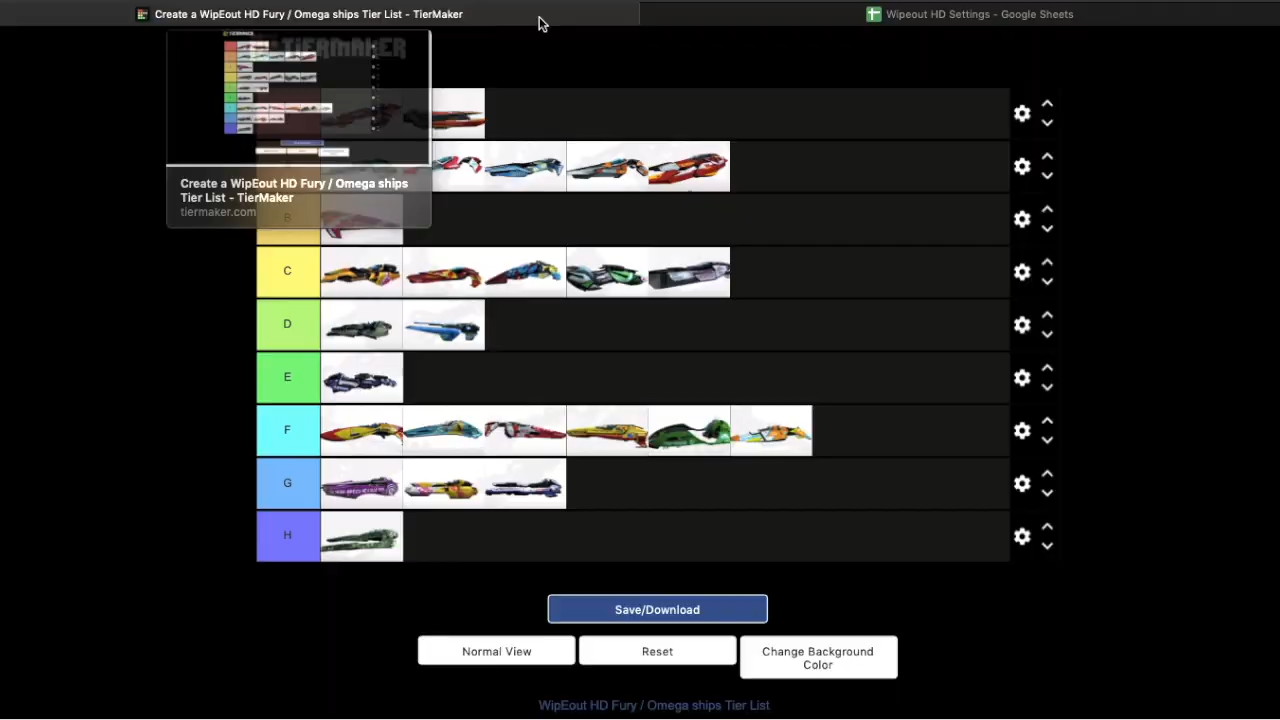 Create a WipEout HD Fury / Omega ships Tier List - TierMaker
Wipeout HD Settings - Google Sheets
TIERMAKER
Create a WipEout HD Fury / Omega ships
Tier List - TierMaker
tiermaker.com
B
C
D
E
F
G
H
Save/Download
Normal View
Reset
Change Background
Color
WipEout HD Fury / Omega ships Tier List